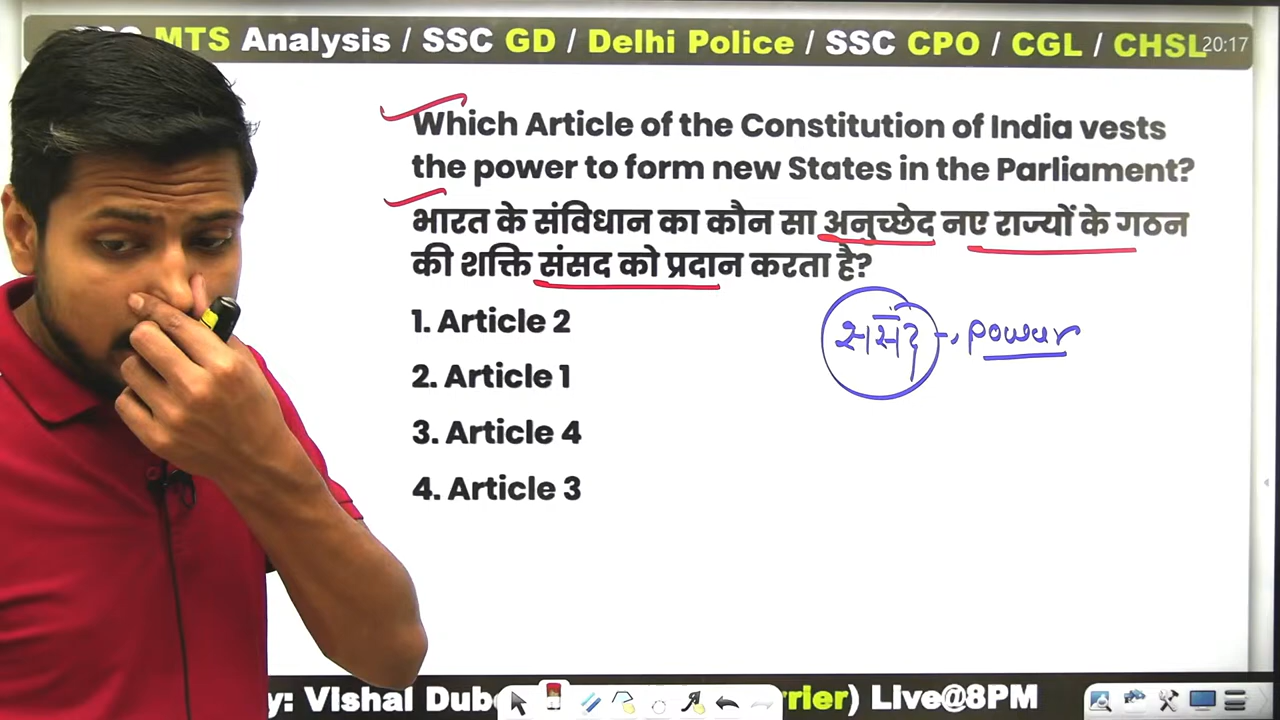 MTS Analysis / SSC GD / Delhi Police / SSC CPO / CGL / CHSL
20:17
Which Article of the Constitution of India vests
the power to form new States in the Parliament?
भारत के संविधान का कौन सा अनुच्छेद नए राज्यों के गठन
की शक्ति संसद को प्रदान करता है?
1. Article 2
power
2. Article 1
3. Article 4
4. Article 3
y: Vishal Dub
rrier) Live@8PM